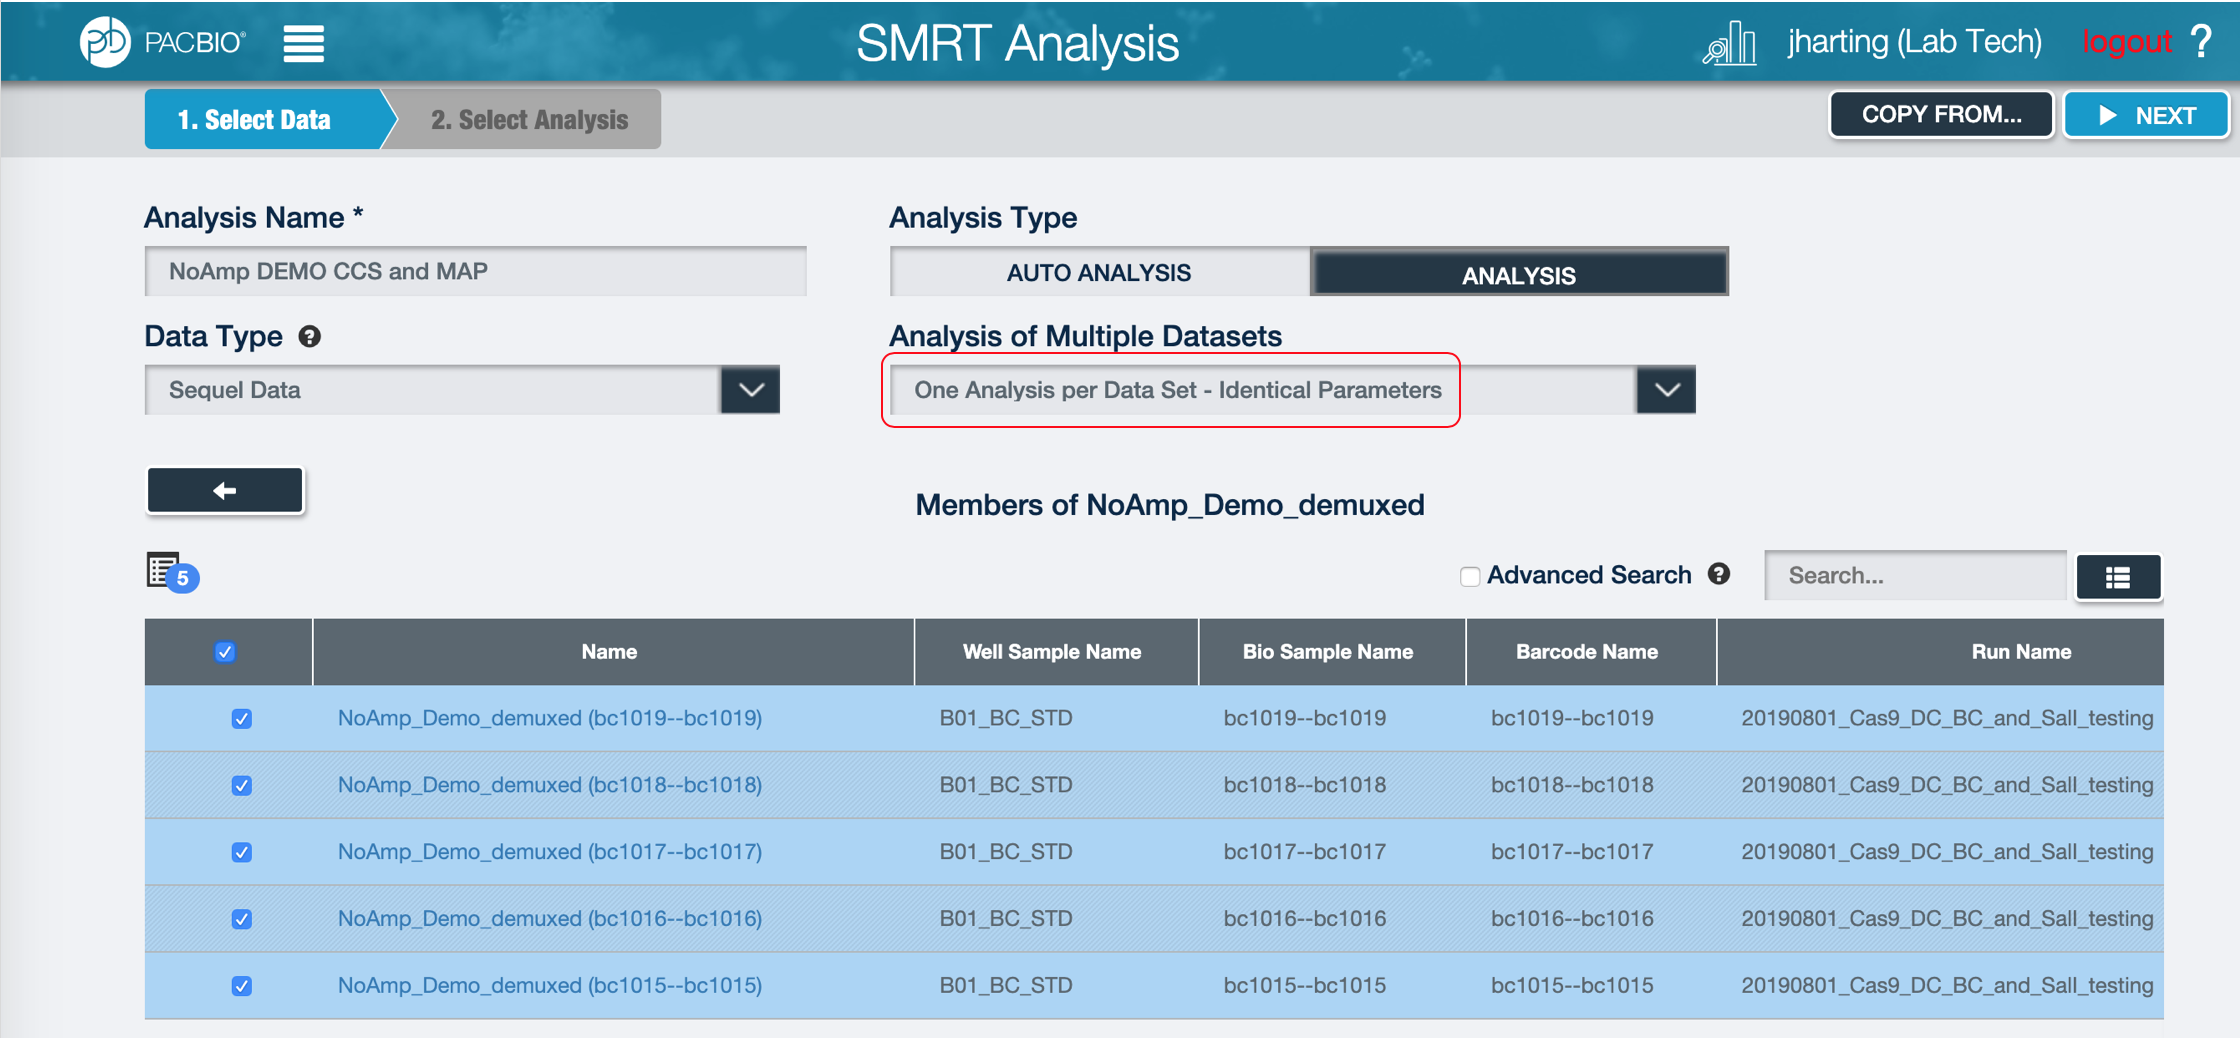 PACBIO®
SMRT Analysis
jharting (Lab Tech) logout ?
1. Select Data 2. Select Analysis
COPY FROM... NEXT
Analysis Name * Analysis Type
NoAmp DEMO CCS and MAP AUTO ANALYSIS ANALYSIS
Data Type ? Analysis of Multiple Datasets
Sequel Data One Analysis per Data Set - Identical Parameters
Members of NoAmp_Demo_demuxed
5 Advanced Search ? Search...
Name Well Sample Name Bio Sample Name Barcode Name Run Name
NoAmp_Demo_demuxed (bc1019--bc1019) B01_BC_STD bc1019--bc1019 bc1019--bc1019 20190801_Cas9_DC_BC_and_Sall_testing
NoAmp_Demo_demuxed (bc1018--bc1018) B01_BC_STD bc1018--bc1018 bc1018--bc1018 20190801_Cas9_DC_BC_and_Sall_testing
NoAmp_Demo_demuxed (bc1017--bc1017) B01_BC_STD bc1017--bc1017 bc1017--bc1017 20190801_Cas9_DC_BC_and_Sall_testing
NoAmp_Demo_demuxed (bc1016--bc1016) B01_BC_STD bc1016--bc1016 bc1016--bc1016 20190801_Cas9_DC_BC_and_Sall_testing
NoAmp_Demo_demuxed (bc1015--bc1015) B01_BC_STD bc1015--bc1015 bc1015--bc1015 20190801_Cas9_DC_BC_and_Sall_testing